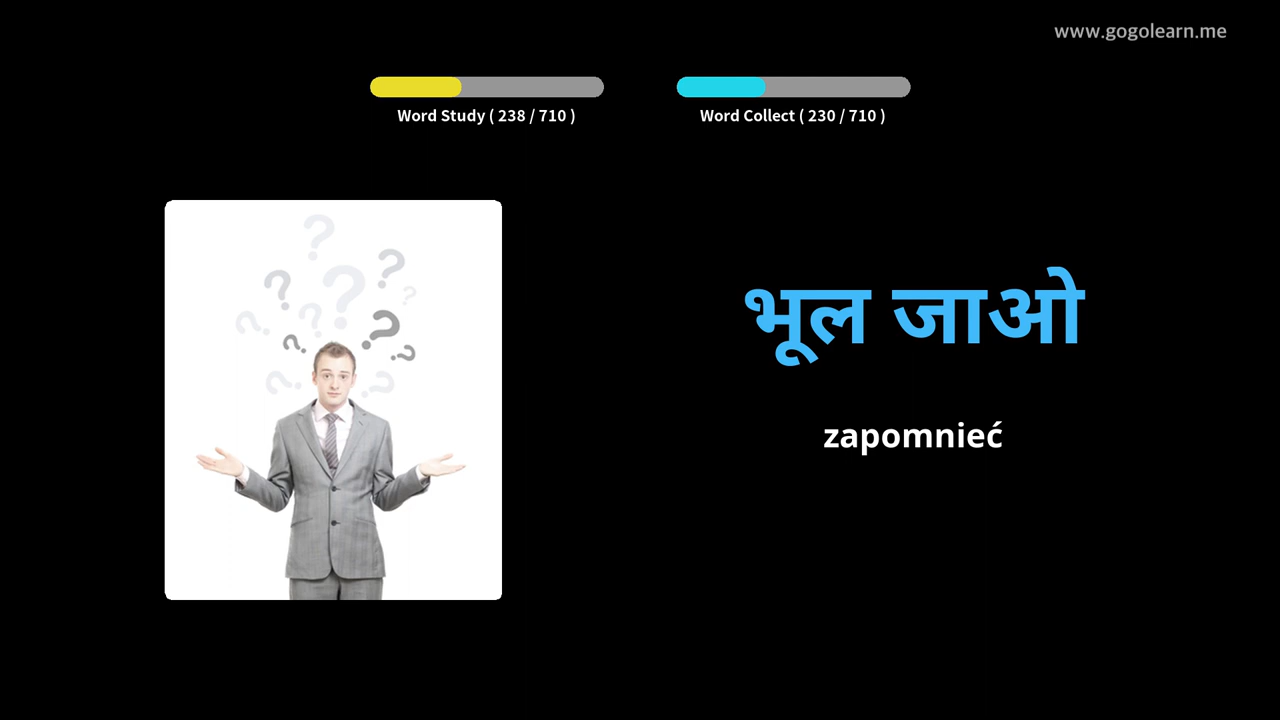 www.gogolearn.me
Word Study ( 238 / 710 )
Word Collect ( 230 / 710 )
भूल जाओ
zapomnieć